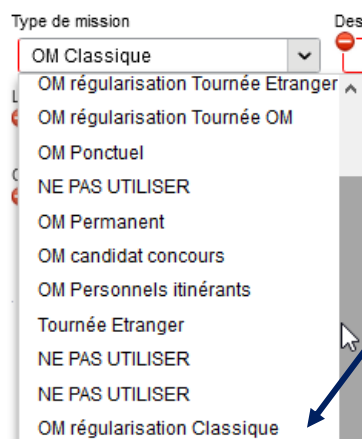 Type de mission
Des
OM Classique
OM régularisation Tournée Etranger
OM régularisation Tournée OM
OM Ponctuel
NE PAS UTILISER
OM Permanent
OM candidat concours
OM Personnels itinérants
Tournée Etranger
NE PAS UTILISER
NE PAS UTILISER
OM régularisation Classique